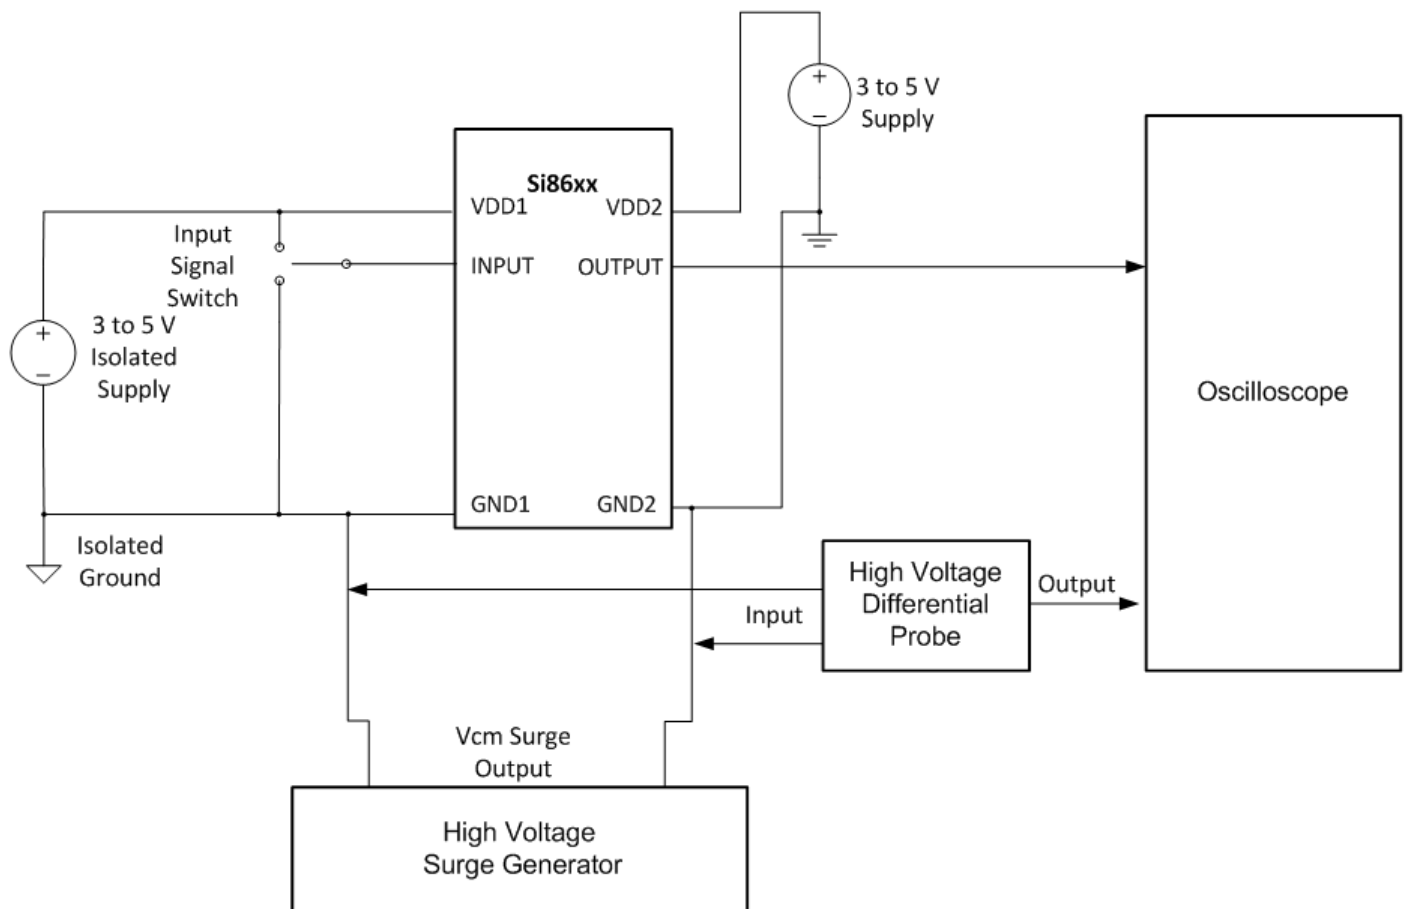 3 to 5 V
Supply
Si86xx
VDD1
VDD2
Input
Signal
Switch
INPUT
OUTPUT
3 to 5 V
Isolated
Supply
Oscilloscope
GND1
GND2
Isolated
Ground
High Voltage
Differential
Probe
Input
Output
Vcm Surge
Output
High Voltage
Surge Generator